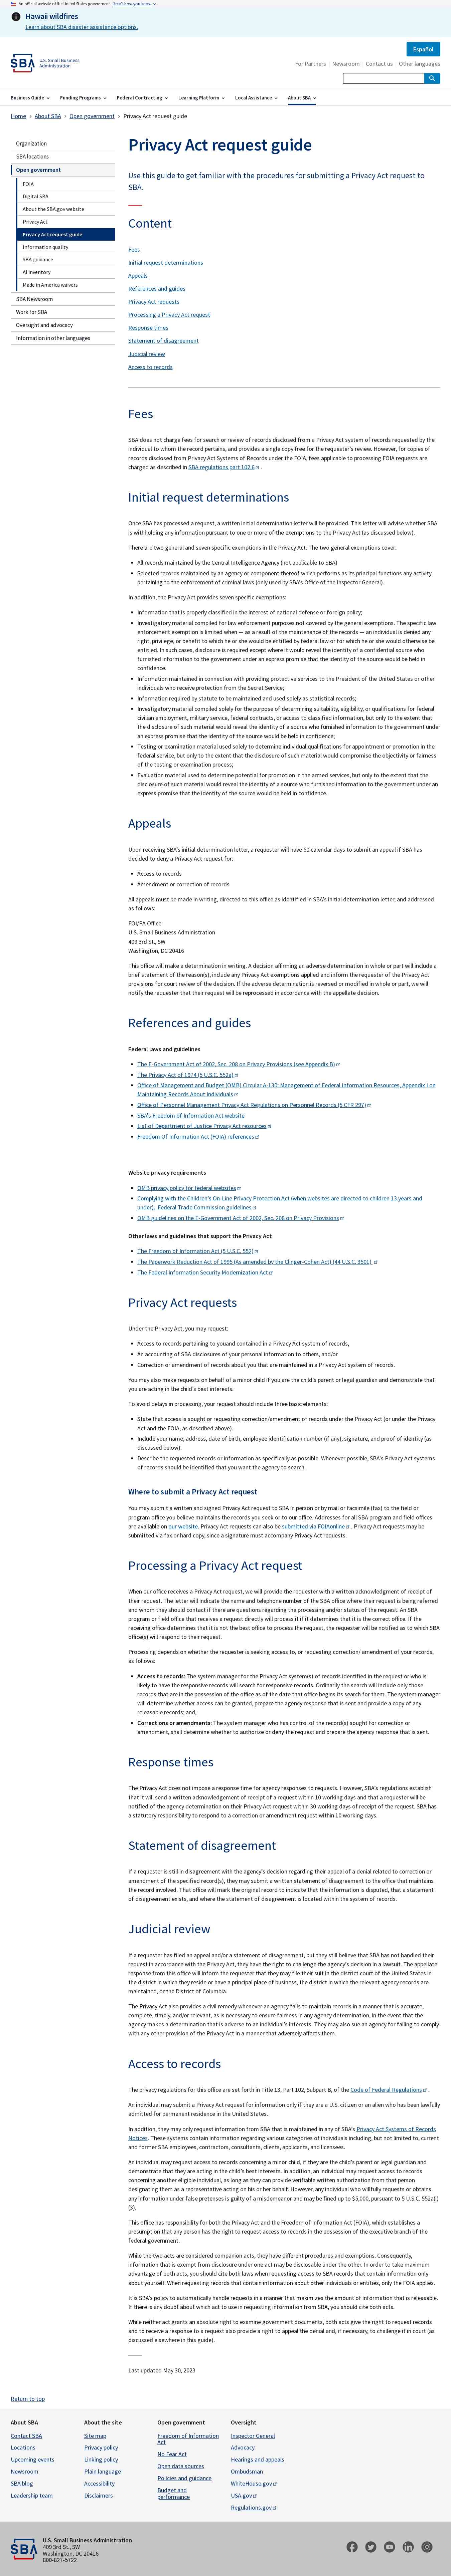 An official website of the United States government Here's how you know
Hawaii wildfires
Learn about SBA disaster assistance options.
Español
SBA U.S. Small Business
Administration
For Partners | Newsroom | Contact us | Other languages
Business Guide
Funding Programs
Federal Contracting
Learning Platform
Local Assistance
About SBA
Home > About SBA > Open government > Privacy Act request guide
Organization
SBA locations
Open government
FOIA
Digital SBA
About the SBA.gov website
Privacy Act
Privacy Act request guide
Information quality
SBA guidance
AI inventory
Made in America waivers
SBA Newsroom
Work for SBA
Oversight and advocacy
Information in other languages
Privacy Act request guide
Use this guide to get familiar with the procedures for submitting a Privacy Act request to
SBA.
Content
Fees
Initial request determinations
Appeals
References and guides
Privacy Act requests
Processing a Privacy Act request
Response times
Statement of disagreement
Judicial review
Access to records
Fees
SBA does not charge fees for search or review of records disclosed from a Privacy Act system of records requested by
an individual, and provides a single copy of the records for the requester's review. However, for copies of
records disclosed from portions from Privacy Act Systems of Records under the FOIA, fees applicable to processing FOIA requests are
charged as described in SBA regulations part 102.6 .
Initial request determinations
Once SBA has processed a request, a written initial determination letter will be provided. This letter will advise whether SBA
is withholding any information pursuant to one or more of the exemptions to the Privacy Act (as discussed below).
There are two general and seven specific exemptions in the Privacy Act. The two general exemptions cover:
All records maintained by the Central Intelligence Agency (not applicable to SBA)
Selected records maintained by an agency or component thereof which performs as its principal functions any activity
pertaining to the enforcement of criminal laws (only used by SBA's Office of the Inspector General).
In addition, the Privacy Act provides seven specific exemptions:
Information that is properly classified in the interest of national defense or foreign policy;
Investigatory material compiled for law enforcement purposes not covered by the general exemptions. The specific law
enforcement exemption is limited when — as a result of the maintenance of the records — an individual is denied any
right, privilege, or benefit to which he or she would be entitled by federal law or for which he or she would otherwise be
entitled. In such cases, disclosure is required except where disclosure would reveal the identity of a confidential
source who furnished information to the government under an express promise that his or her identity would be held in
confidence.
Information maintained in connection with providing protective services to the President of the United States or other
individuals who receive protection from the Secret Service;
Information required by statute to be maintained and used solely as statistical records;
Investigatory material compiled solely for the purpose of determining suitability, eligibility, or qualifications for federal
civilian employment, military service, federal contracts, or access to classified information, but only to the extent that
disclosure of such material would reveal the identity of a source who furnished information to the government under
an express promise that his or her identity would be held in confidence.
Testing or examination material used solely to determine individual qualifications for appointment or promotion in the
federal service, but only to the extent that the disclosure of such material would compromise the objectivity or fairness
of the testing or examination process;
Evaluation material used to determine potential for promotion in the armed services, but only to the extent that
disclosure of such material would reveal the identity of a source who furnished information to the government under an
express promise that his or her identity would be held in confidence.
Appeals
Upon receiving SBA's initial determination letter, a requester will have 60 calendar days to submit an appeal if SBA has
decided to deny a Privacy Act request for:
Access to records
Amendment or correction of records
All appeals must be made in writing, directed to this office as identified in SBA's initial determination letter, and addressed
as follows:
FOI/PA Office
U.S. Small Business Administration
409 3rd St., SW
Washington, DC 20416
This office will make a determination in writing. A decision affirming an adverse determination in whole or part will include a
brief statement of the reason(s), include any Privacy Act exemptions applied and inform the requester of the Privacy Act
provisions for judicial review of the decision. If the adverse determination is reversed or modified in whole or part, we will
notify the requester that their request will be reprocessed in accordance with the appellate decision.
References and guides
Federal laws and guidelines
The E-Government Act of 2002, Sec. 208 on Privacy Provisions (see Appendix B)
The Privacy Act of 1974 (5 U.S.C. 552a)
Office of Management and Budget (OMB) Circular A-130: Management of Federal Information Resources, Appendix I on
Maintaining Records About Individuals
Office of Personnel Management Privacy Act Regulations on Personnel Records (5 CFR 297)
SBA's Freedom of Information Act website
List of Department of Justice Privacy Act resources
Freedom Of Information Act (FOIA) references
Website privacy requirements
OMB privacy policy for federal websites
Complying with the Children's On-Line Privacy Protection Act (when websites are directed to children 13 years and
under), Federal Trade Commission guidelines
OMB guidelines on the E-Government Act of 2002, Sec. 208 on Privacy Provisions
Other laws and guidelines that support the Privacy Act
The Freedom of Information Act (5 U.S.C. 552)
The Paperwork Reduction Act of 1995 (As amended by the Clinger-Cohen Act) (44 U.S.C. 3501)
The Federal Information Security Modernization Act
Privacy Act requests
Under the Privacy Act, you may request:
Access to records pertaining to youand contained in a Privacy Act system of records,
An accounting of SBA disclosures of your personal information to others, and/or
Correction or amendment of records about you that are maintained in a Privacy Act system of records.
You may also make requests on behalf of a minor child if you are the child's parent or legal guardian and demonstrate that
you are acting in the child's best interests.
To avoid delays in processing, your request should include three basic elements:
State that access is sought or requesting correction/amendment of records under the Privacy Act (or under the Privacy
Act and the FOIA, as described above).
Include your name, address, date of birth, employee identification number (if any), signature, and proof of identity (as
discussed below).
Describe the requested records or information as specifically as possible. Whenever possible, SBA's Privacy Act systems
of records should be identified that you want the agency to search.
Where to submit a Privacy Act request
You may submit a written and signed Privacy Act request to SBA in person or by mail or facsimile (fax) to the field or
program office most likely to maintain the records you seek or to our office. Addresses for all SBA program and field offices
are available on our website. Privacy Act requests can also be submitted via FOIAonline . Privacy Act requests may be
submitted via fax or hard copy, since a signature must accompany Privacy Act requests.
Processing a Privacy Act request
When our office receives a Privacy Act request, we will provide the requester with a written acknowledgment of receipt of
their request. The letter will include an assigned request number and the telephone number of the SBA office where their request is being referred
and whom they should contact if there are questions regarding the processing and/or status of the request. An SBA
program or field office that receives a request directly will process it if it has been determined that they are the office
responsible for the records. If it is determined that they are not the proper office, the request will be referred to what SBA
office(s) will respond to their request.
Processing depends on whether the requester is seeking access to, or requesting correction/ amendment of your records,
as follows:
Access to records: The system manager for the Privacy Act system(s) of records identified in the request or who is
likely to have the responsive records will search for responsive records. Ordinarily, responsive records will include all
records in the possession of the office as of the date that office begins its search for them. The system manager will
then determine whether access can be granted, prepare a copy of the releasable records for you (or provide a denial of
records); and,
Corrections or amendments: The system manager who has control of the record(s) sought for correction or
amendment, shall determine whether to authorize or deny the request and prepare the agency's response that is sent.
Response times
The Privacy Act does not impose a response time for agency responses to requests. However, SBA's regulations establish
that it will send a written acknowledgment of receipt of a request within 10 working days and that a requester will ordinarily
be notified of our determination on their Privacy Act request within 30 working days of receipt of the request. SBA has a
statutory responsibility to respond to a correction or amendment request within 10 working days.
Statement of disagreement
If a requester is in disagreement with the agency's decision regarding their appeal of a denial to amend or correct the
record(s), they may submit a written statement of disagreement to the individual identified in the appeal determination
notification. That office will insure that the original record to be include that a statement of disagreement exists, and where
that statement of disagreement is located within the system of records.
Judicial review
If a requester has filed an appeal and/or a statement of disagreement, but they still believe that SBA has not handled their
in accordance with the Privacy Act, they have the right to challenge the agency's decision in a lawsuit. The appellate
determination letter will advise them that they may file suit in the district court district court of the United States in
the district in which they reside or have a principal place of business, the district in which the disputed records are
maintained, or the District of Columbia.
The Privacy Act also provides a civil remedy whenever an agency fails to maintain records in a manner that is accurate,
complete, timely, and/or relevant, as is necessary to assure fairness in any determination and consequently the agency
makes a determination that is adverse to the individual. They may also sue an agency for failing to comply
with any other provisions of the Privacy Act in a manner that adversely affects them.
Access to records
The privacy regulations for this office are set forth in Title 13, Part 102, Subpart B, of the Code of Federal Regulations .
An individual may submit a Privacy Act request for information only if they are a U.S. citizen or an alien who has been lawfully
admitted for permanent residence in the United States.
In addition, they may only request information from SBA that is maintained in any of SBA's Privacy Act Systems of Records
Notices. These systems contain information regarding various categories of individuals including, but not limited to, current
of former SBA employees, contractors, consultants, clients, applicants, and licensees.
An individual may request access to records concerning a minor child, if they are the child's parent or legal guardian and
demonstrate they are acting in the child's best interests. In addition, an individual may request access to records
concerning himself or herself, or someone else, provided they can provide verifiable written authorization from that person
designating them as acting on his/her behalf. However, any individual who willfully requests or obtains information under
false pretenses with respect to this system of records is guilty of a misdemeanor and may be fined up to $5,000, pursuant to 5 U.S.C. 552a(i)
(3).
This office has responsibility for both the Privacy Act and the Freedom of Information Act (FOIA), which establishes a
presumption that any person has the right to request access to records in the possession of the executive branch of the
federal government.
While the two acts are considered companion acts, they have different procedures and exemptions. Consequently,
information that is exempt from disclosure under one act may be disclosable under the other. In order to take maximum
advantage of both acts, you should cite both laws when requesting information that contains information about you that
SBA maintains. When requesting records that contain information about other individuals, only the FOIA applies.
It is SBA's policy to automatically handle requests in a manner that maximizes the amount of information that is releasable.
Thus, if an individual has not cited both acts to use in requesting information from SBA, why should cite both acts.
While neither act grants an absolute right to examine government documents, both acts give the right to request records
and to receive a response to a request also provide a right to appeal the denial and, if necessary, to challenge it in court (as
discussed elsewhere in this guide).
Last updated May 30, 2023
Return to top
About SBA
Contact SBA
Locations
Upcoming events
Newsroom
SBA blog
Leadership team
About the site
Site map
Privacy policy
Linking policy
Plain language
Accessibility
Disclaimers
Open government
Freedom of Information
Act
No Fear Act
Open data sources
Policies and guidance
Budget and
performance
Oversight
Inspector General
Advocacy
Hearings and appeals
Ombudsman
WhiteHouse.gov
USA.gov
Regulations.gov
SBA
U.S. Small Business Administration
409 3rd St., SW
Washington, DC 20416
800-827-5722